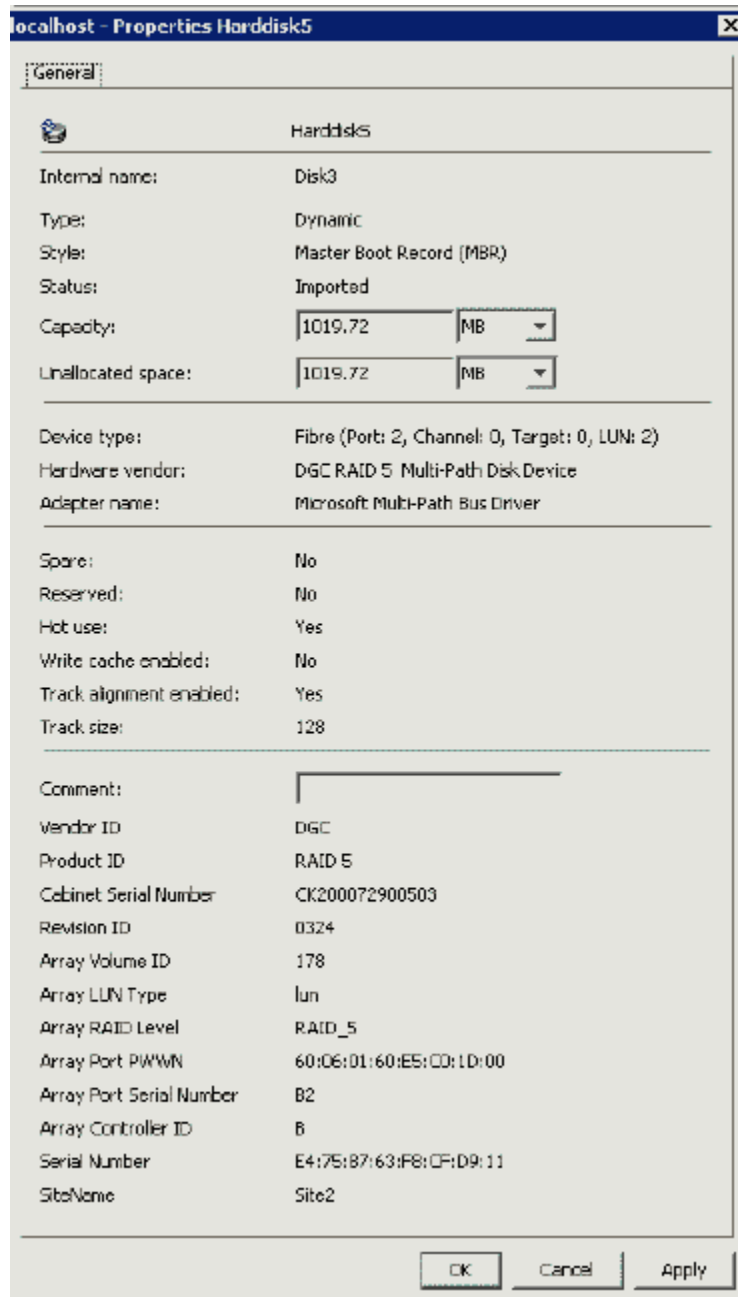 localhost - Properties Harddisk5
General
Harddisk5
Internal name: Disk3
Type: Dynamic
Style: Master Boot Record (MBR)
Status: Imported
Capacity: 1019.72 MB
Unallocated space: 1019.72 MB
Device type: Fibre (Port: 2, Channel: 0, Target: 0, LUN: 2)
Hardware vendor: DGC RAID 5 Multi-Path Disk Device
Adapter name: Microsoft Multi-Path Bus Driver
Spare: No
Reserved: No
Hot use: Yes
Write cache enabled: No
Track alignment enabled: Yes
Track size: 128
Comment:
Vendor ID DGC
Product ID RAID 5
Cabinet Serial Number CK200072900503
Revision ID 0324
Array Volume ID 178
Array LUN Type lun
Array RAID Level RAID_5
Array Port PWWN 60:06:01:60:E5:C0:1D:00
Array Port Serial Number B2
Array Controller ID B
Serial Number E4:75:87:63:F8:CF:D9:11
SiteName Site2
OK Cancel Apply